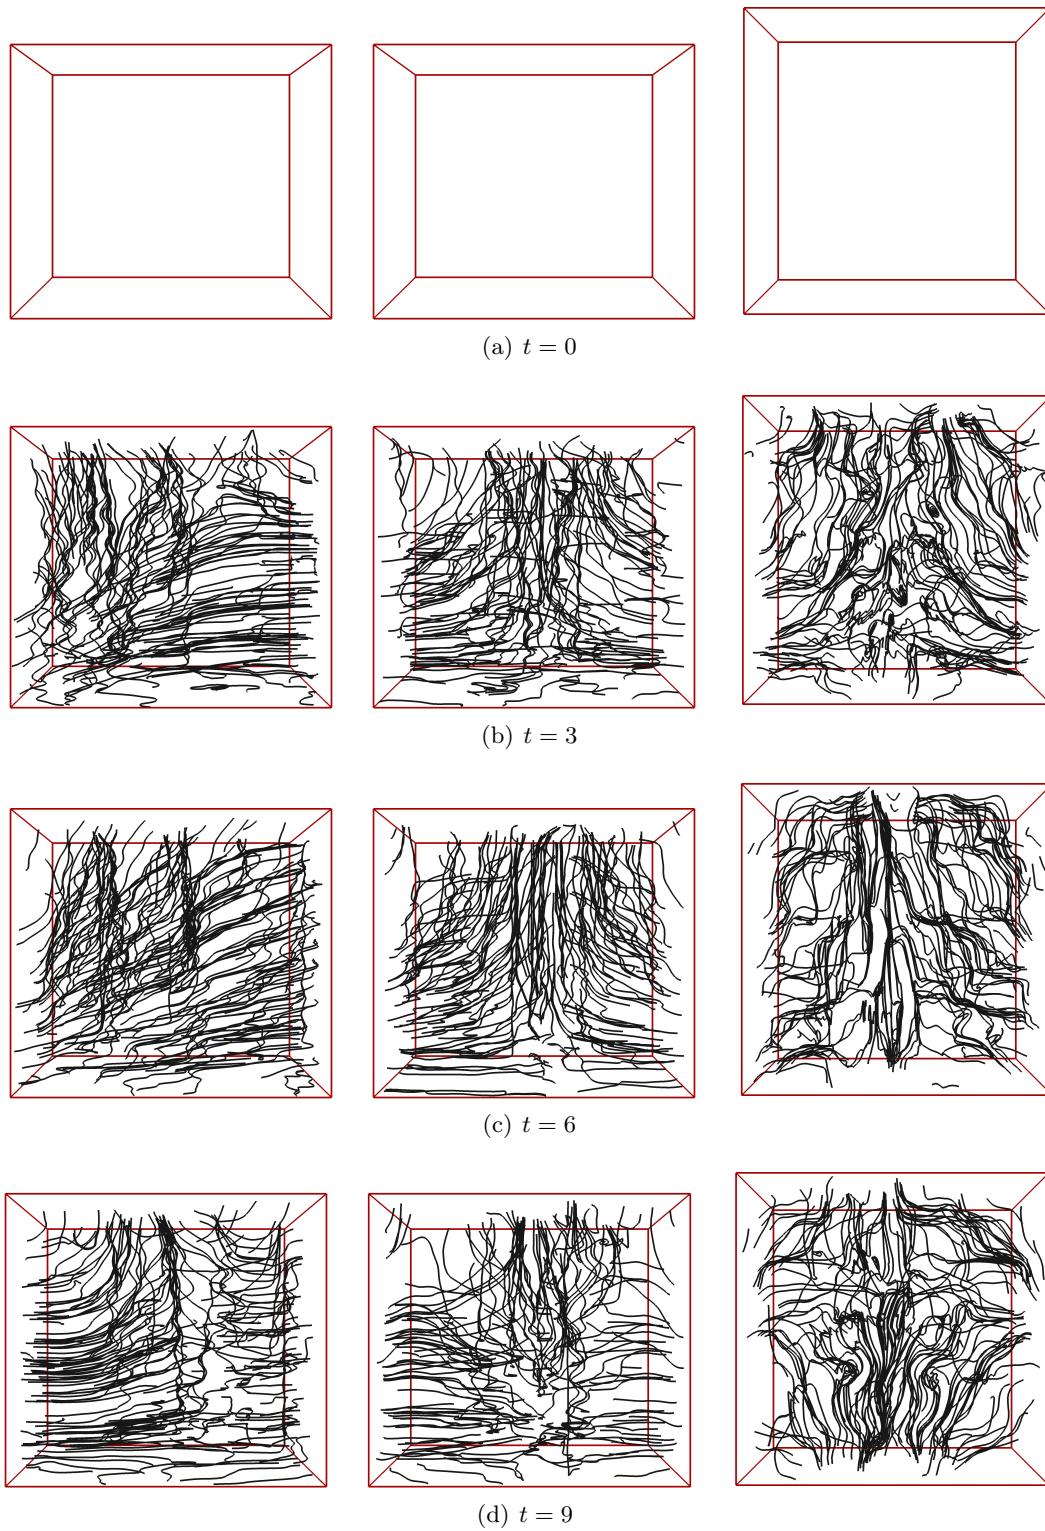 (a) t = 0
(b) t = 3
(c) t = 6
(d) t = 9